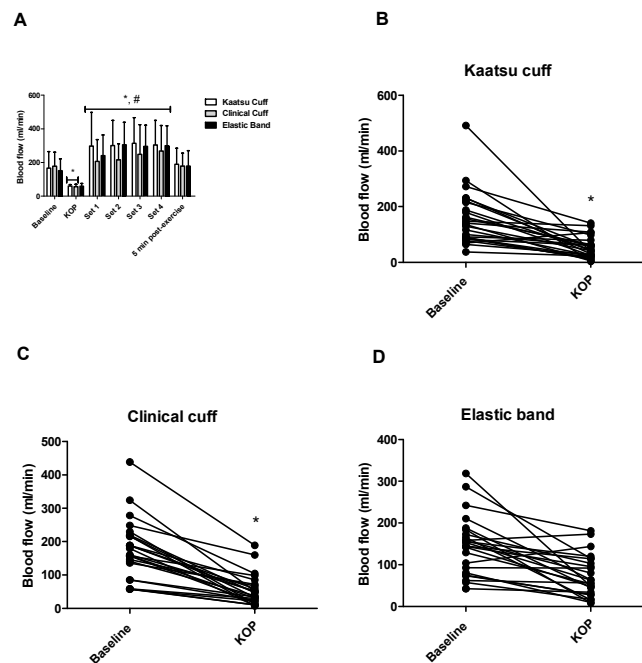 A
Blood flow (ml/min)
600
400
200
0
*, #
*
Kaatsu Cuff
Clinical Cuff
Elastic Band
Baseline
KOP
Set 1
Set 2
Set 3
Set 4
5 min post-exercise
B
Kaatsu cuff
Blood flow (ml/min)
600
400
200
0
*
Baseline
KOP
C
Clinical cuff
Blood flow (ml/min)
500
400
300
200
100
0
*
Baseline
KOP
D
Elastic band
Blood flow (ml/min)
400
300
200
100
0
Baseline
KOP